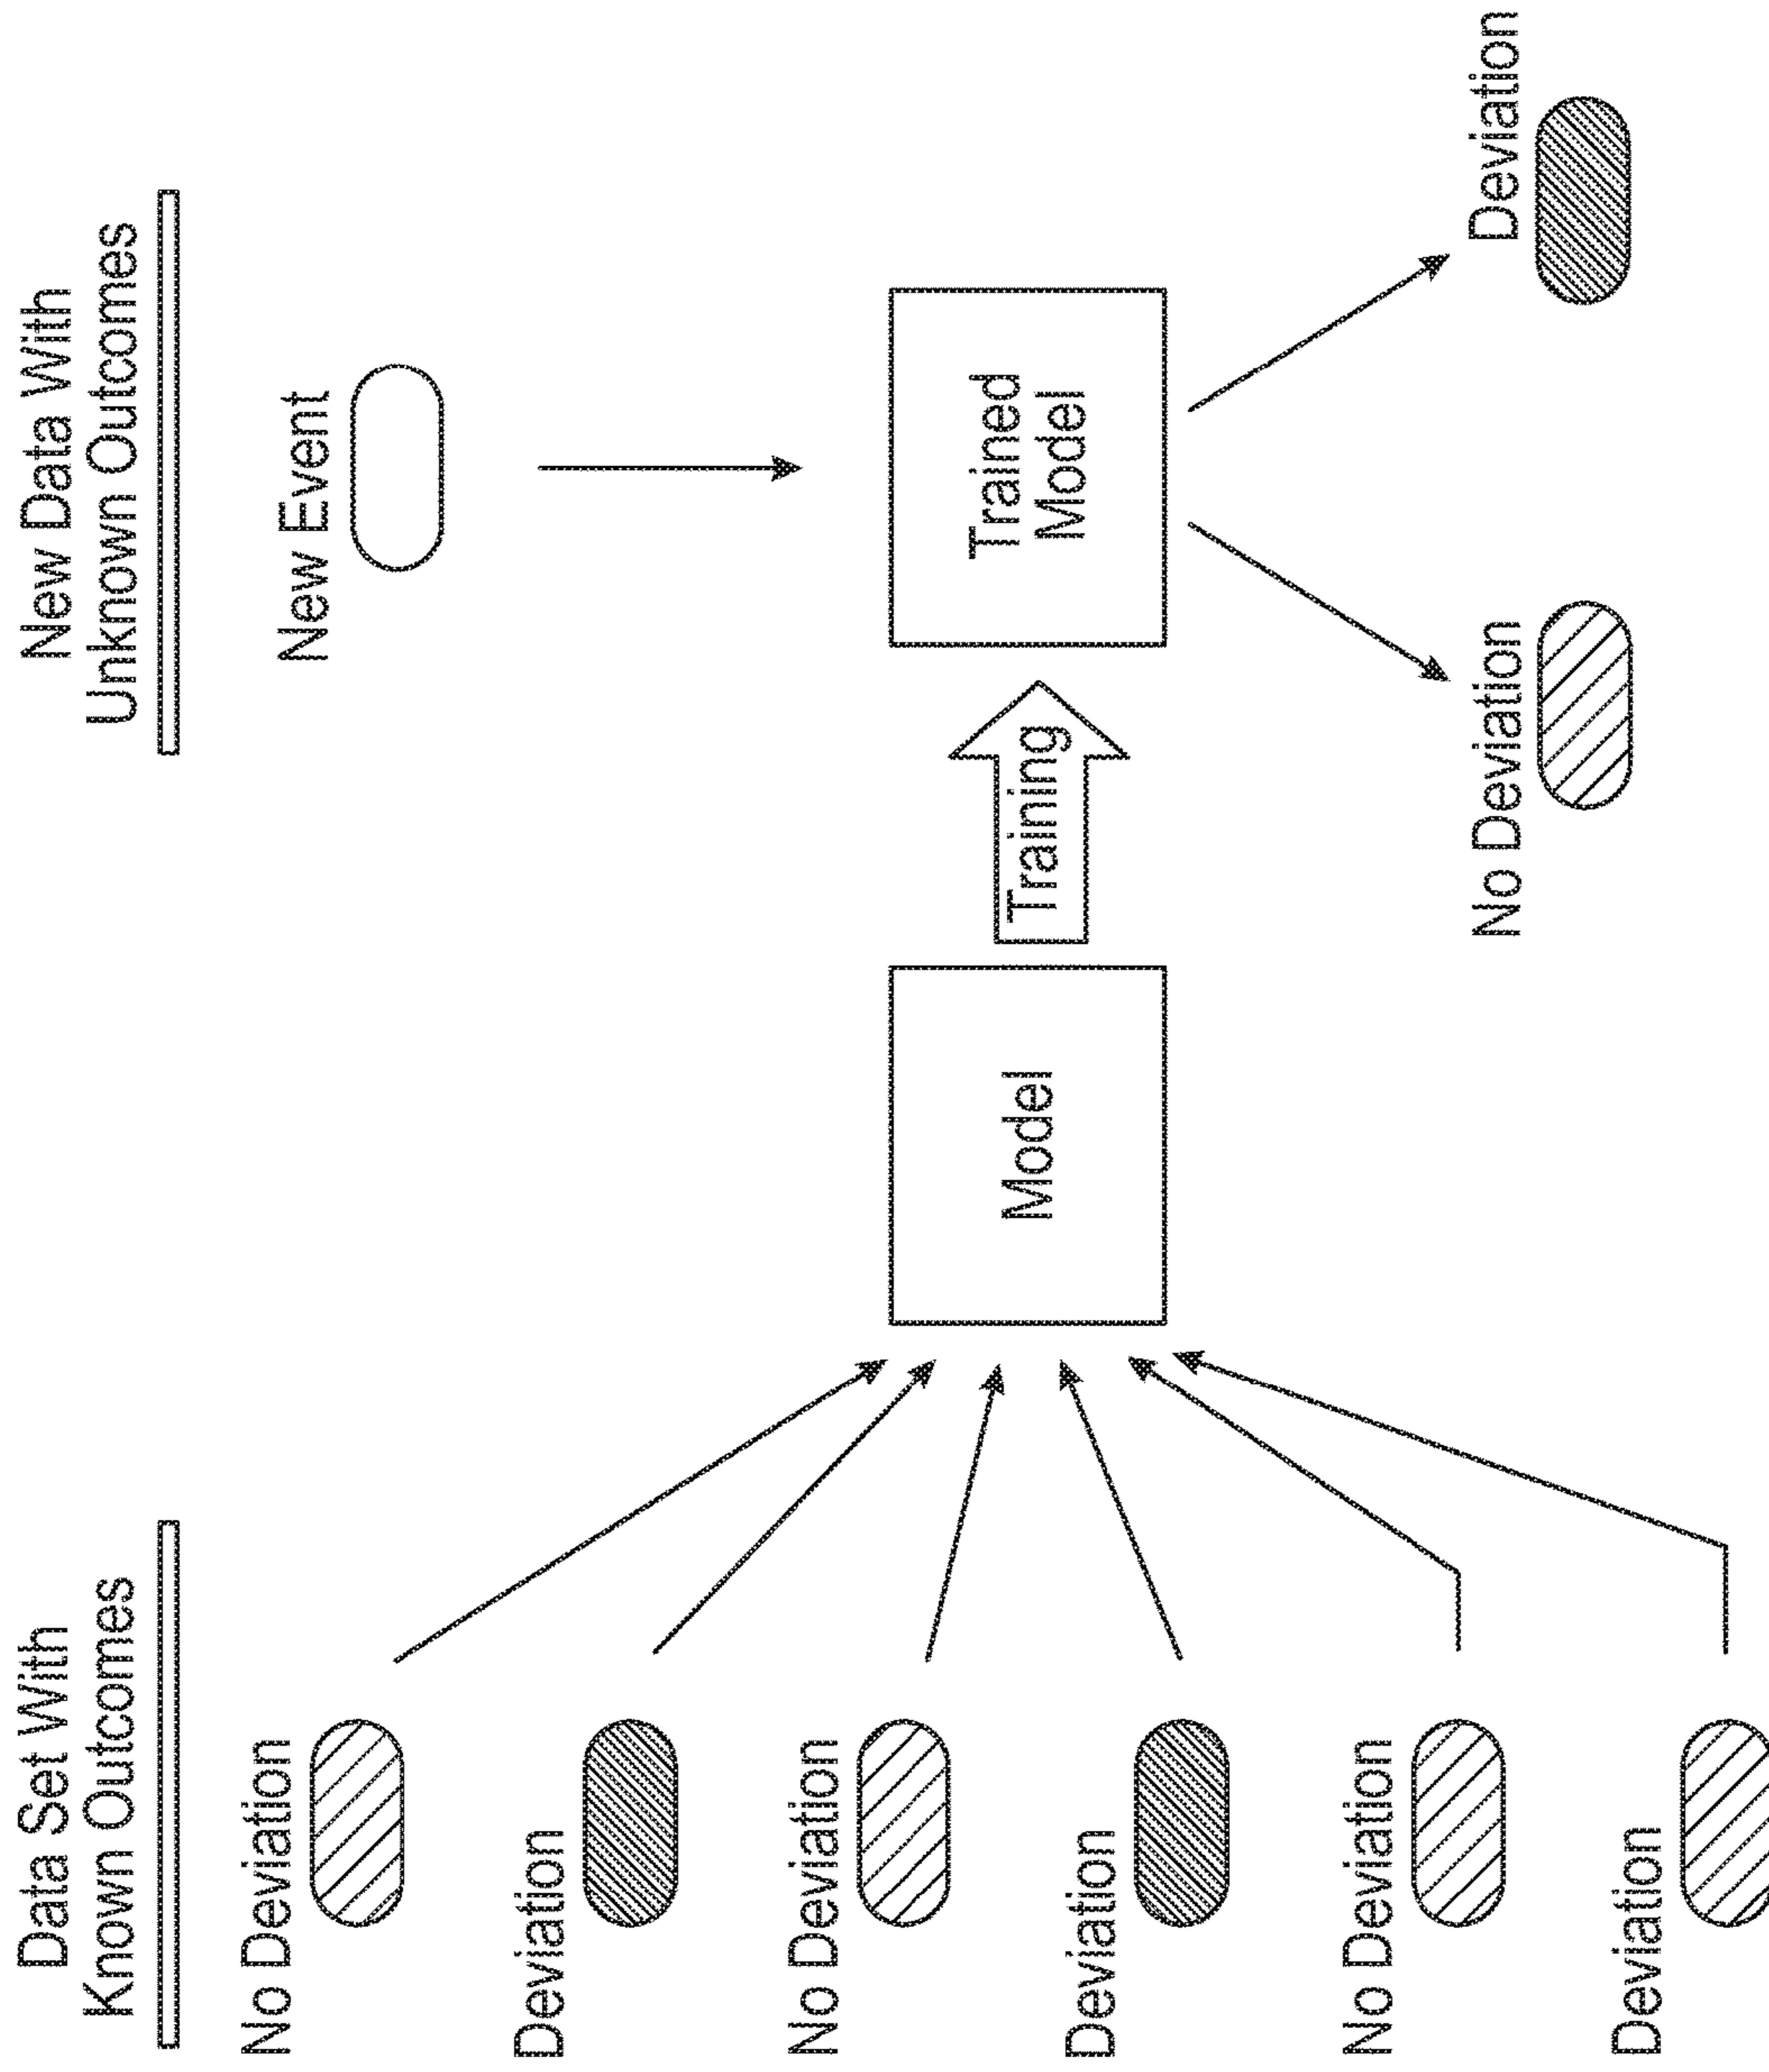 Data Set With
Known Outcomes
No Deviation
Deviation
No Deviation
Deviation
No Deviation
Deviation
Model
Training
New Data With
Unknown Outcomes
New Event
Trained
Model
No Deviation
Deviation